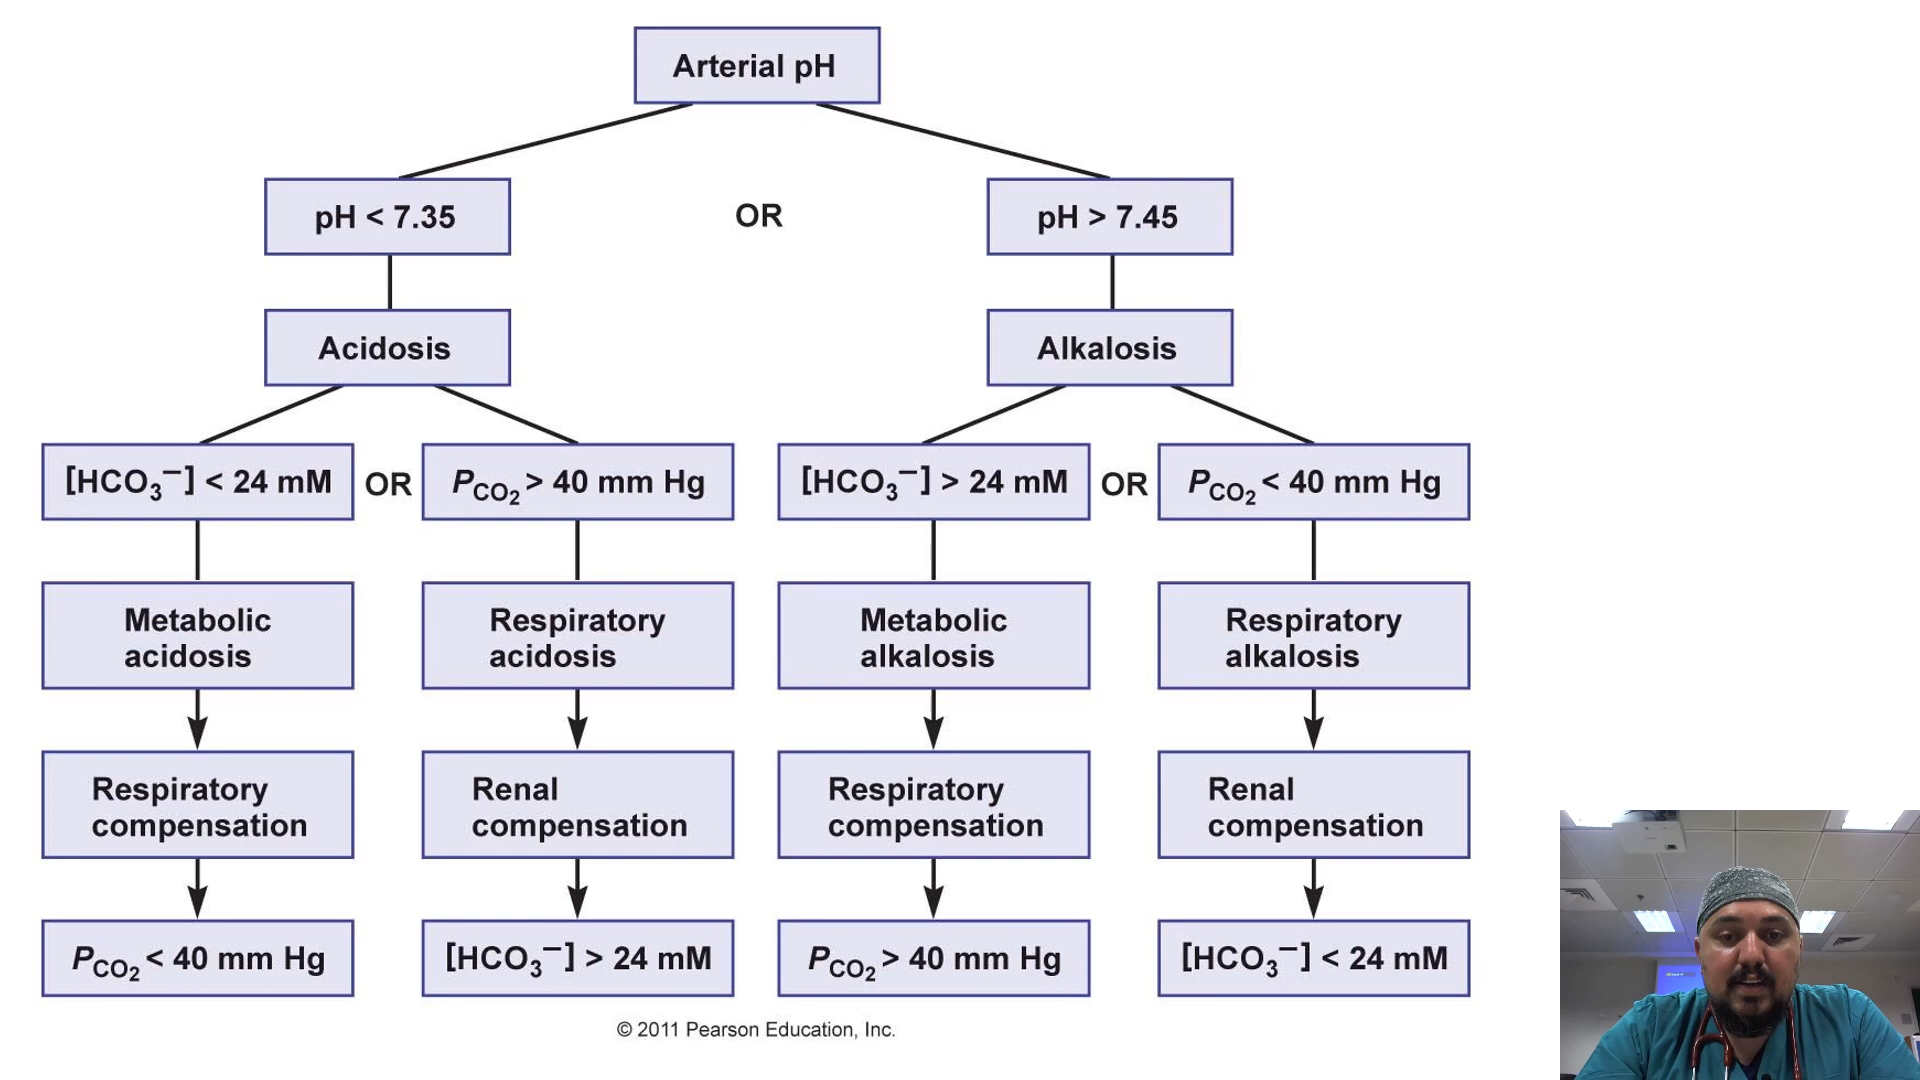 Arterial pH
pH < 7.35
OR
pH > 7.45
Acidosis
Alkalosis
[HCO₃⁻] < 24 mM
OR
PCO₂ > 40 mm Hg
[HCO₃⁻] > 24 mM
OR
PCO₂ < 40 mm Hg
Metabolic
acidosis
Respiratory
acidosis
Metabolic
alkalosis
Respiratory
alkalosis
Respiratory
compensation
Renal
compensation
Respiratory
compensation
Renal
compensation
PCO₂ < 40 mm Hg
[HCO₃⁻] > 24 mM
PCO₂ > 40 mm Hg
[HCO₃⁻] < 24 mM
© 2011 Pearson Education, Inc.